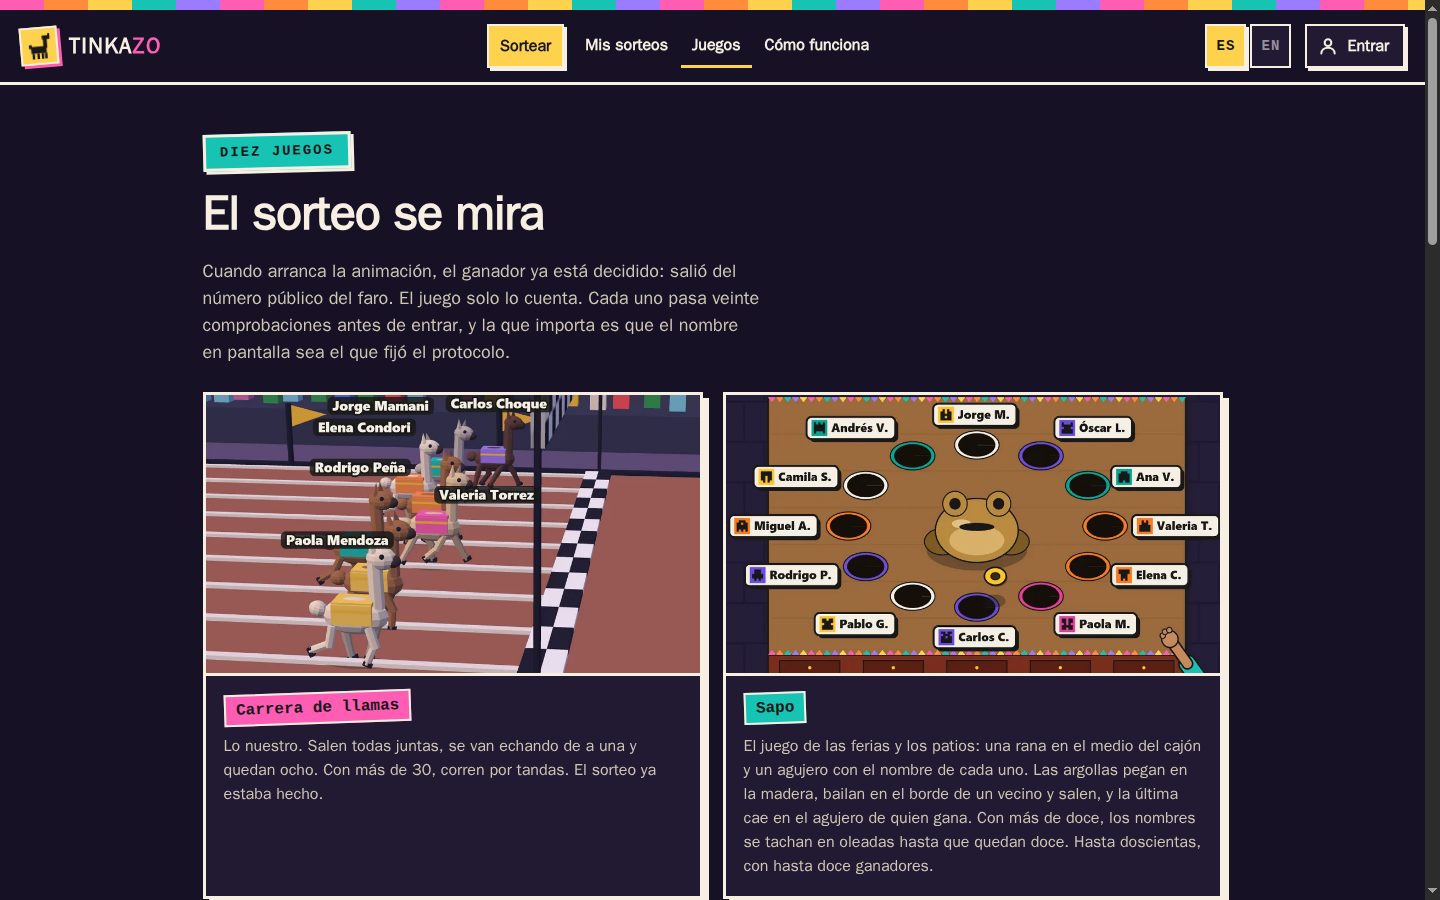 TINKAZO
Sortear
Mis sorteos
Juegos
Cómo funciona
ES
EN
Entrar
DIEZ JUEGOS
El sorteo se mira
Cuando arranca la animación, el ganador ya está decidido: salió del
número público del faro. El juego solo lo cuenta. Cada uno pasa veinte
comprobaciones antes de entrar, y la que importa es que el nombre
en pantalla sea el que fijó el protocolo.
Jorge Mamani
Carlos Choque
Elena Condori
Rodrigo Peña
Valeria Torrez
Paola Mendoza
Carrera de llamas
Lo nuestro. Salen todas juntas, se van echando de a una y
quedan ocho. Con más de 30, corren por tandas. El sorteo ya
estaba hecho.
Jorge M.
Andrés V.
Óscar L.
Camila S.
Ana V.
Miguel A.
Valeria T.
Rodrigo P.
Elena C.
Pablo G.
Paola M.
Carlos C.
Sapo
El juego de las ferias y los patios: una rana en el medio del cajón
y un agujero con el nombre de cada uno. Las argollas pegan en
la madera, bailan en el borde de un vecino y salen, y la última
cae en el agujero de quien gana. Con más de doce, los nombres
se tachan en oleadas hasta que quedan doce. Hasta doscientas,
con hasta doce ganadores.